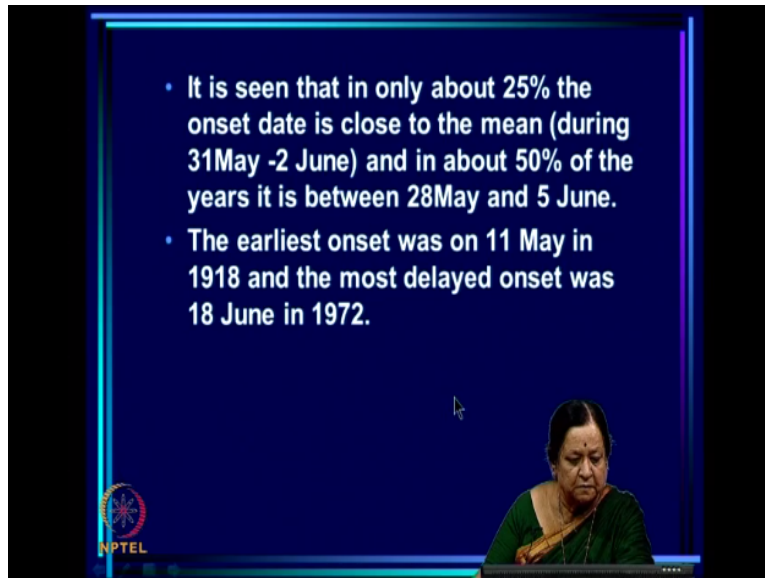 • It is seen that in only about 25% the
onset date is close to the mean (during
31May -2 June) and in about 50% of the
years it is between 28May and 5 June.
• The earliest onset was on 11 May in
1918 and the most delayed onset was
18 June in 1972.
NPTEL